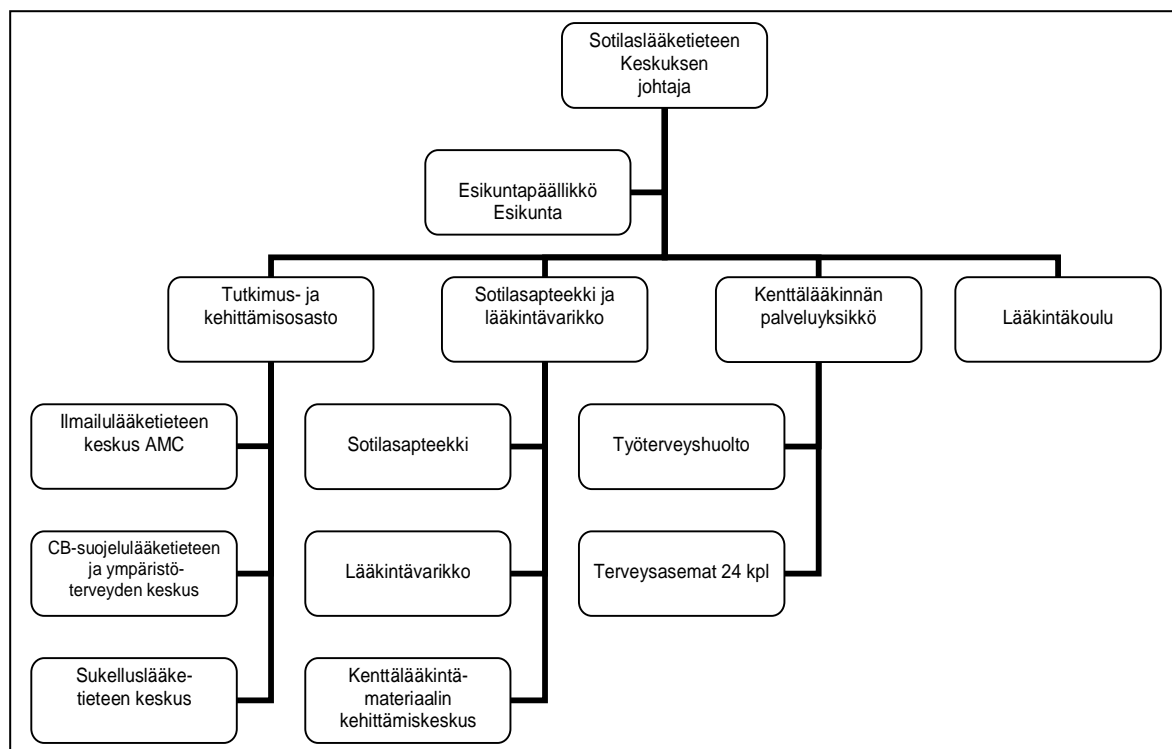 Sotilaslääketieteen
Keskuksen
johtaja
Esikuntapäällikkö
Esikunta
Tutkimus- ja
kehittämisosasto
Sotilasapteekki ja
lääkintävarikko
Kenttälääkinnän
palveluyksikkö
Lääkintäkoulu
Ilmailulääketieteen
keskus AMC
Sotilasapteekki
Työterveyshuolto
CB-suojelulääketieteen
ja ympäristö-
terveyden keskus
Lääkintävarikko
Terveysasemat 24 kpl
Sukelluslääke-
tieteen keskus
Kenttälääkintä-
materiaalin
kehittämiskeskus